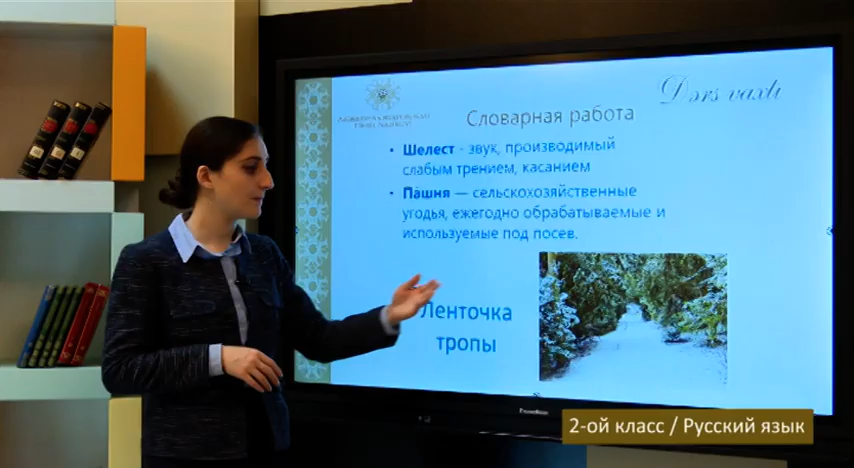 Dərs vaxtı
Словарная работа
• Шелест - звук, производимый
слабым трением, касанием
• Пашня — сельскохозяйственные
угодья, ежегодно обрабатываемые и
используемые под посев.
Ленточка
тропы
2-ой класс / Русский язык